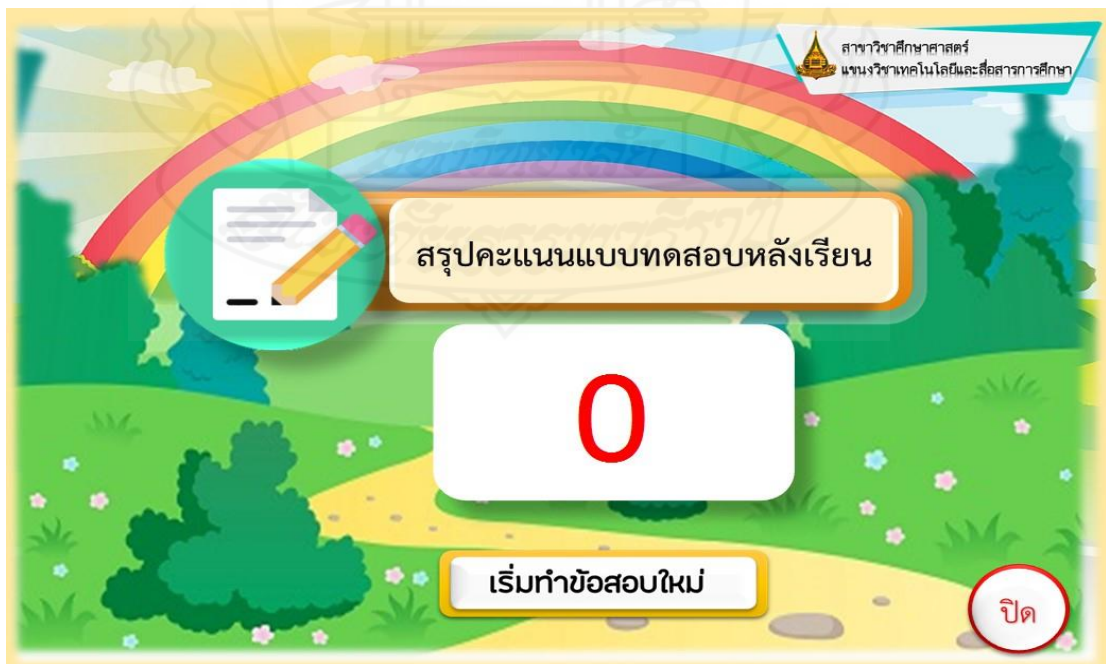 สาขาวิชาศึกษาศาสตร์
แขนงวิชาเทคโนโลยีและสื่อสารการศึกษา
สรุปคะแนนแบบทดสอบหลังเรียน
0
เริ่มทำข้อสอบใหม่
ปิด